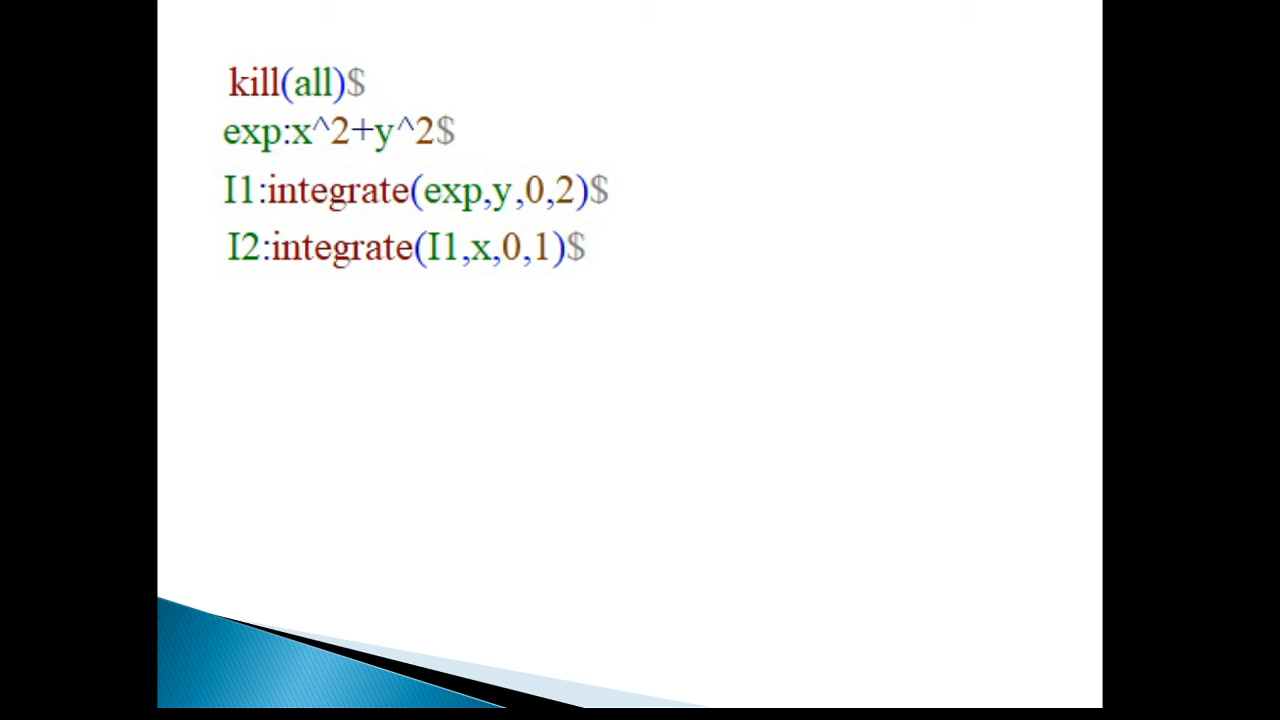 kill(all)$
exp:x^2+y^2$
I1:integrate(exp,y,0,2)$
I2:integrate(I1,x,0,1)$